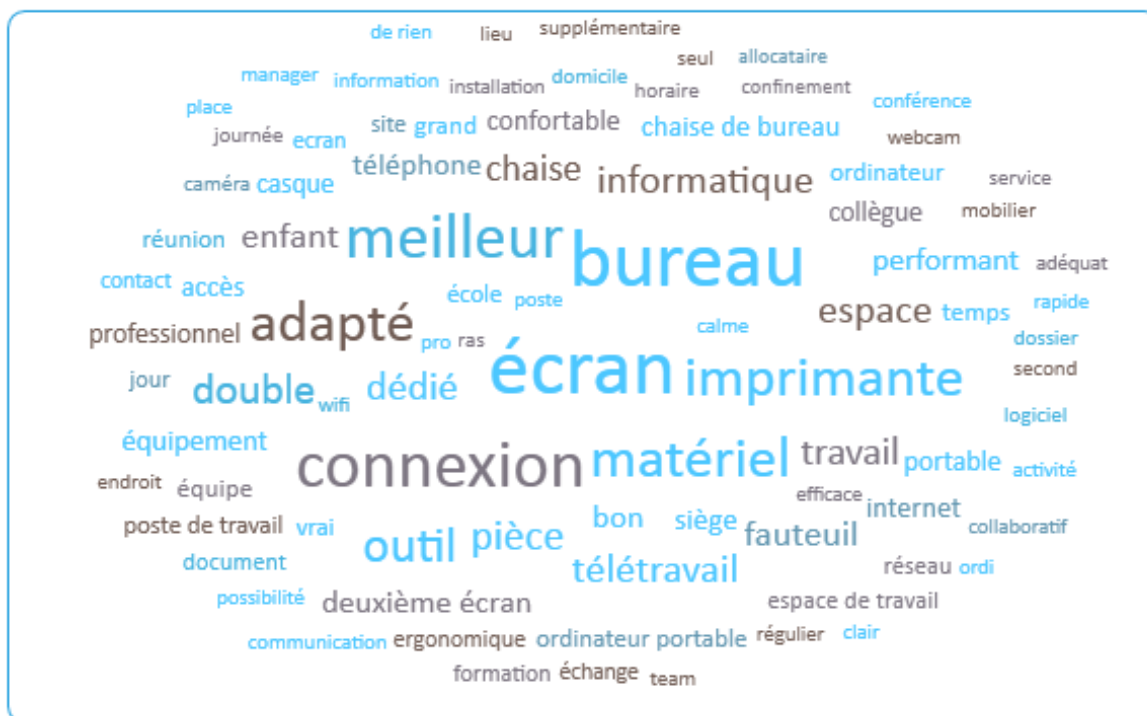 de rien lieu supplémentaire
seul allocataire
manager information installation domicile horaire confinement
place conférence
journée ecran site grand confortable chaise de bureau webcam
téléphone chaise informatique ordinateur service
caméra casque collègue mobilier
réunion enfant meilleur bureau performant adéquat
contact accès école poste espace temps rapide
professionnel adapté pro ras calme dossier
jour double wifi dédié écran imprimante second
logiciel
équipement connexion matériel travail portable activité
endroit équipe efficace internet
poste de travail vrai outil pièce bon siège fauteuil collaboratif
document télétravail réseau ordi
possibilité deuxième écran espace de travail
communication ergonomique ordinateur portable régulier clair
formation échange team